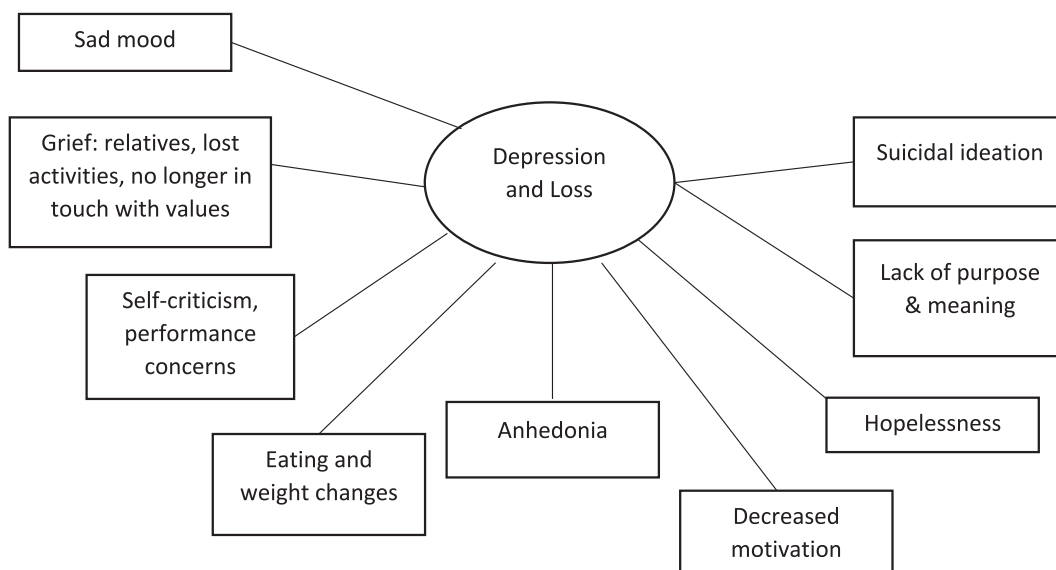 Sad mood
Depression
and Loss
Grief: relatives, lost
activities, no longer in
touch with values
Suicidal ideation
Self-criticism,
performance
concerns
Lack of purpose
& meaning
Eating and
weight changes
Anhedonia
Hopelessness
Decreased
motivation